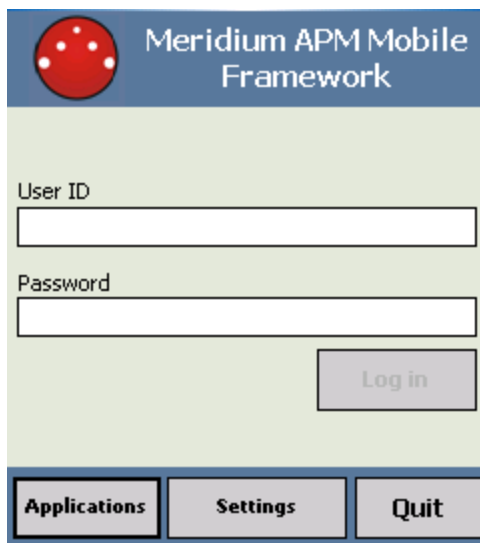 Meridium APM Mobile
Framework
User ID
Password
Log in
Applications
Settings
Quit